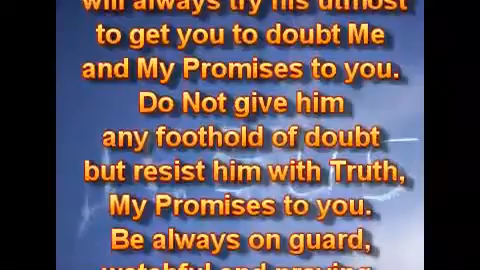 will always try his utmost
to get you to doubt Me
and My Promises to you.
Do Not give him
any foothold of doubt
but resist him with Truth,
My Promises to you.
Be always on guard,
watchful and praying,